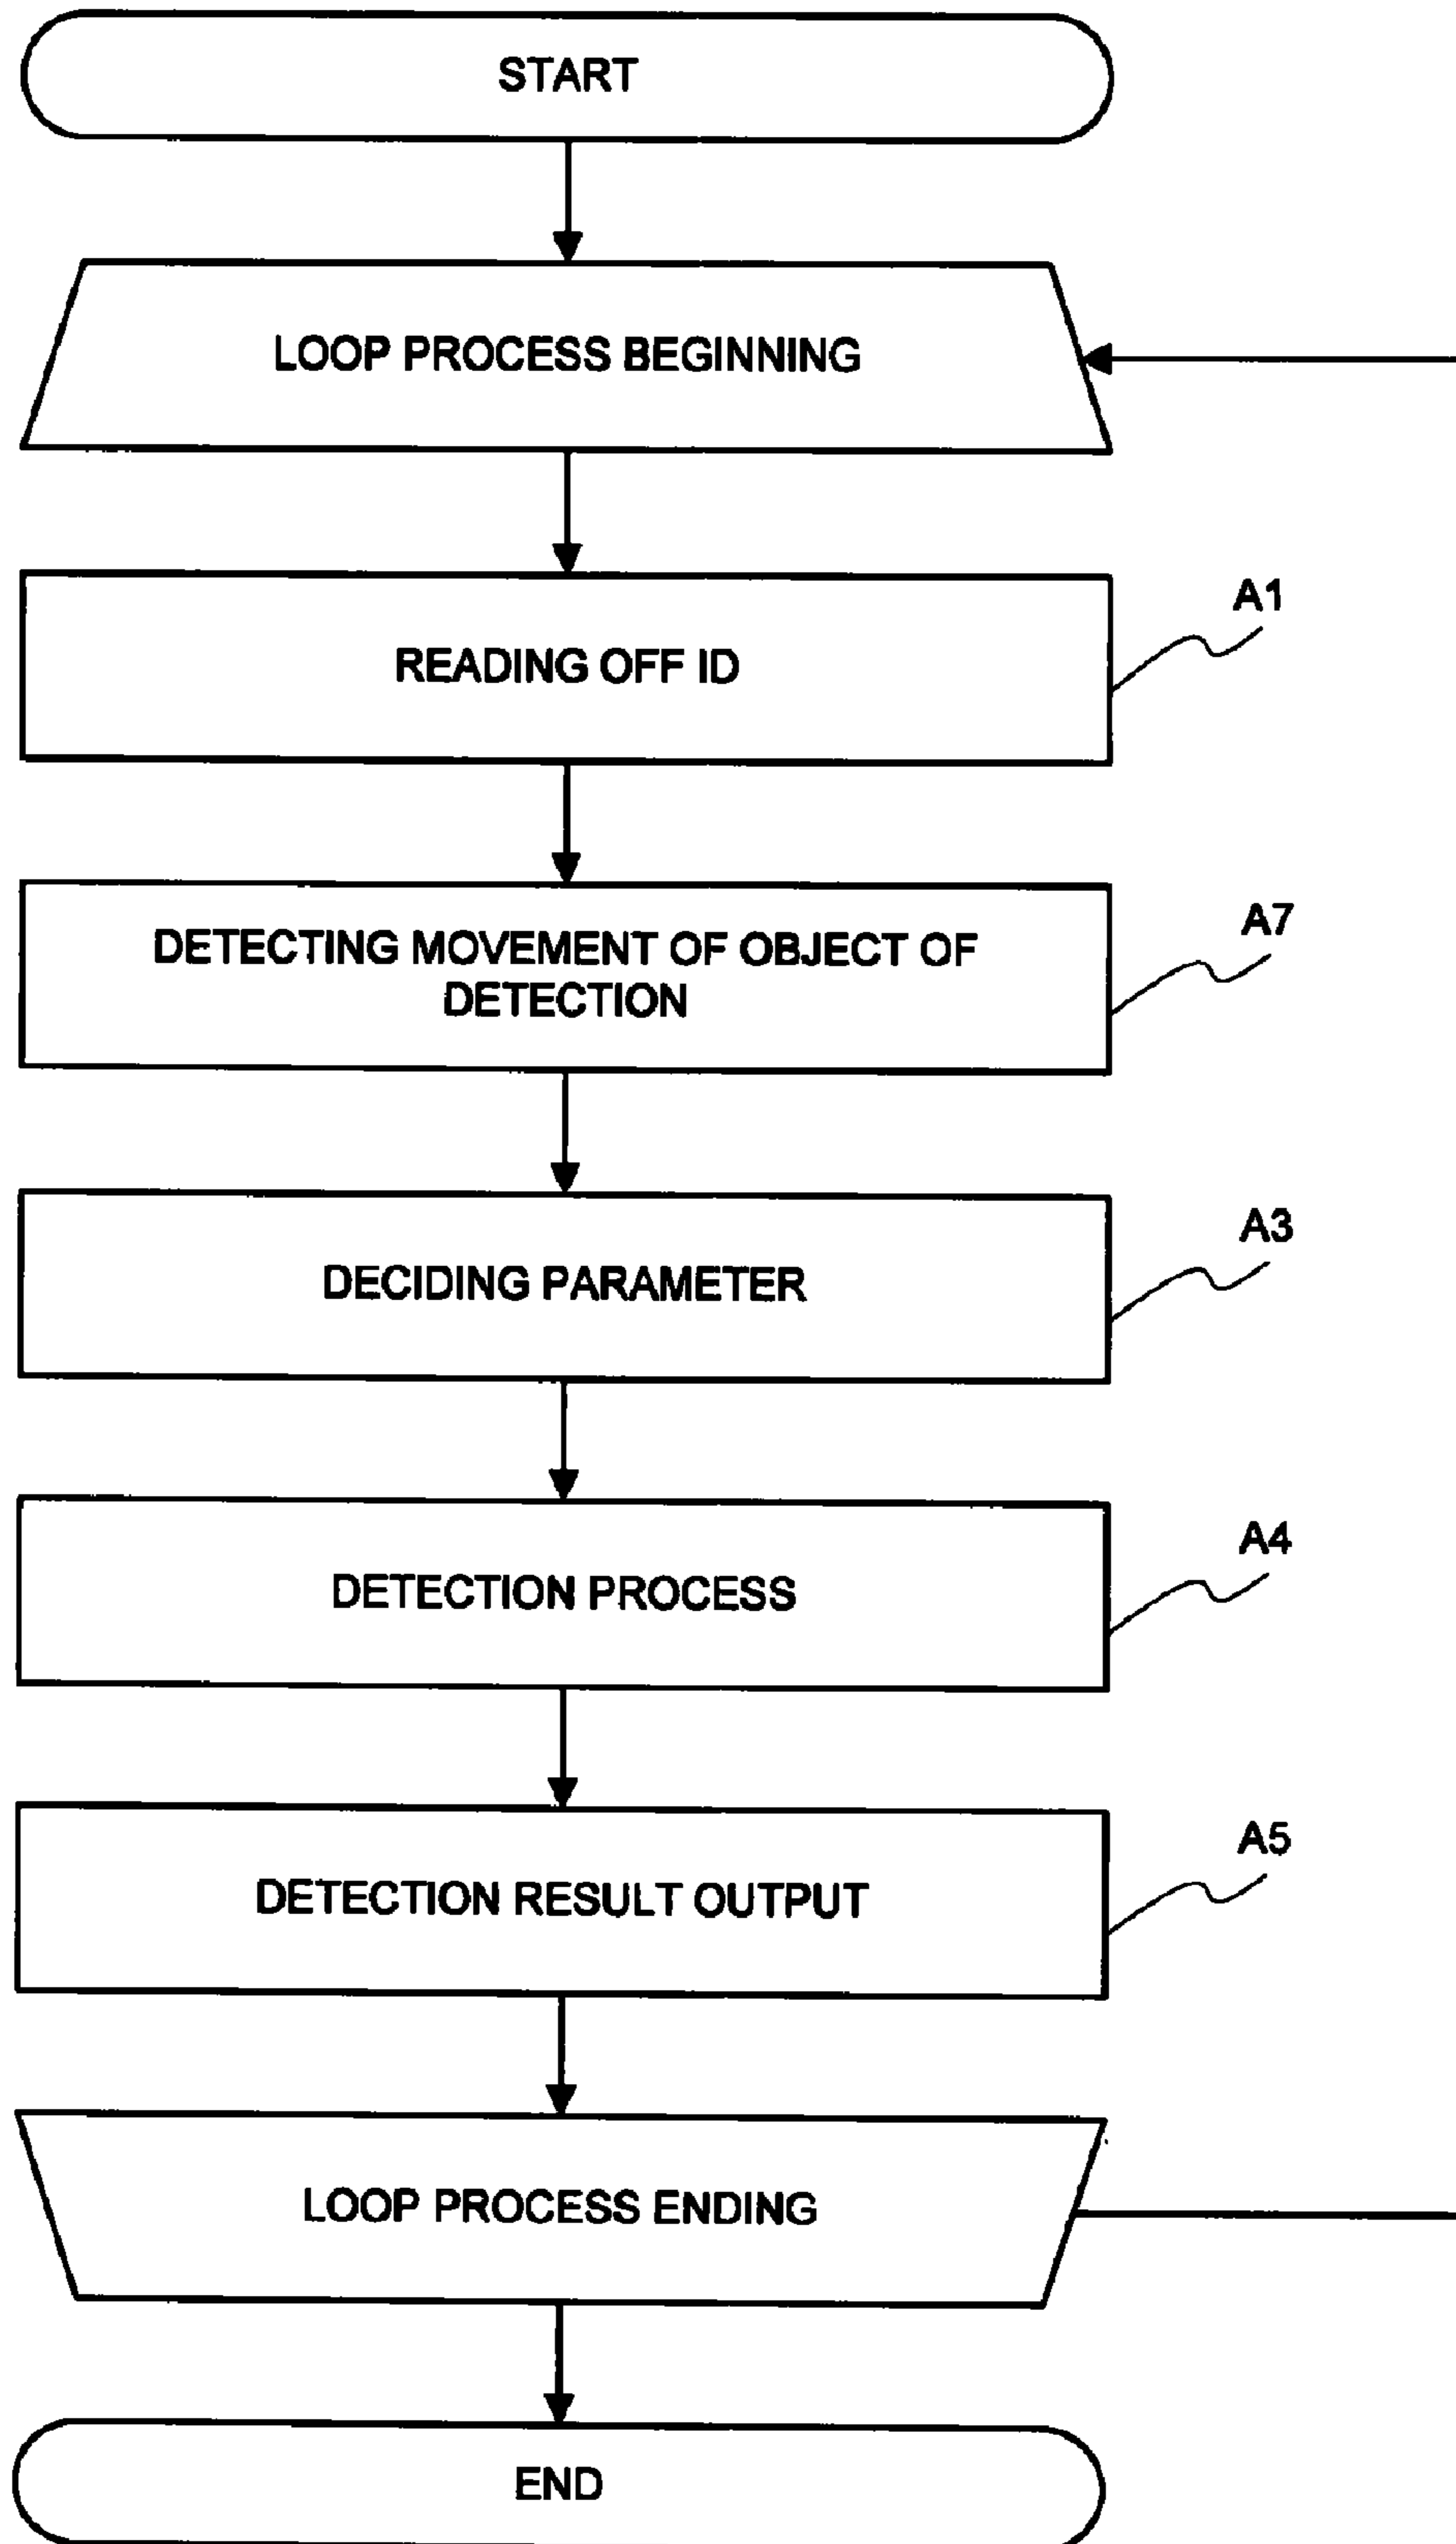 START
LOOP PROCESS BEGINNING
READING OFF ID
A1
DETECTING MOVEMENT OF OBJECT OF
DETECTION
A7
DECIDING PARAMETER
A3
DETECTION PROCESS
A4
DETECTION RESULT OUTPUT
A5
LOOP PROCESS ENDING
END